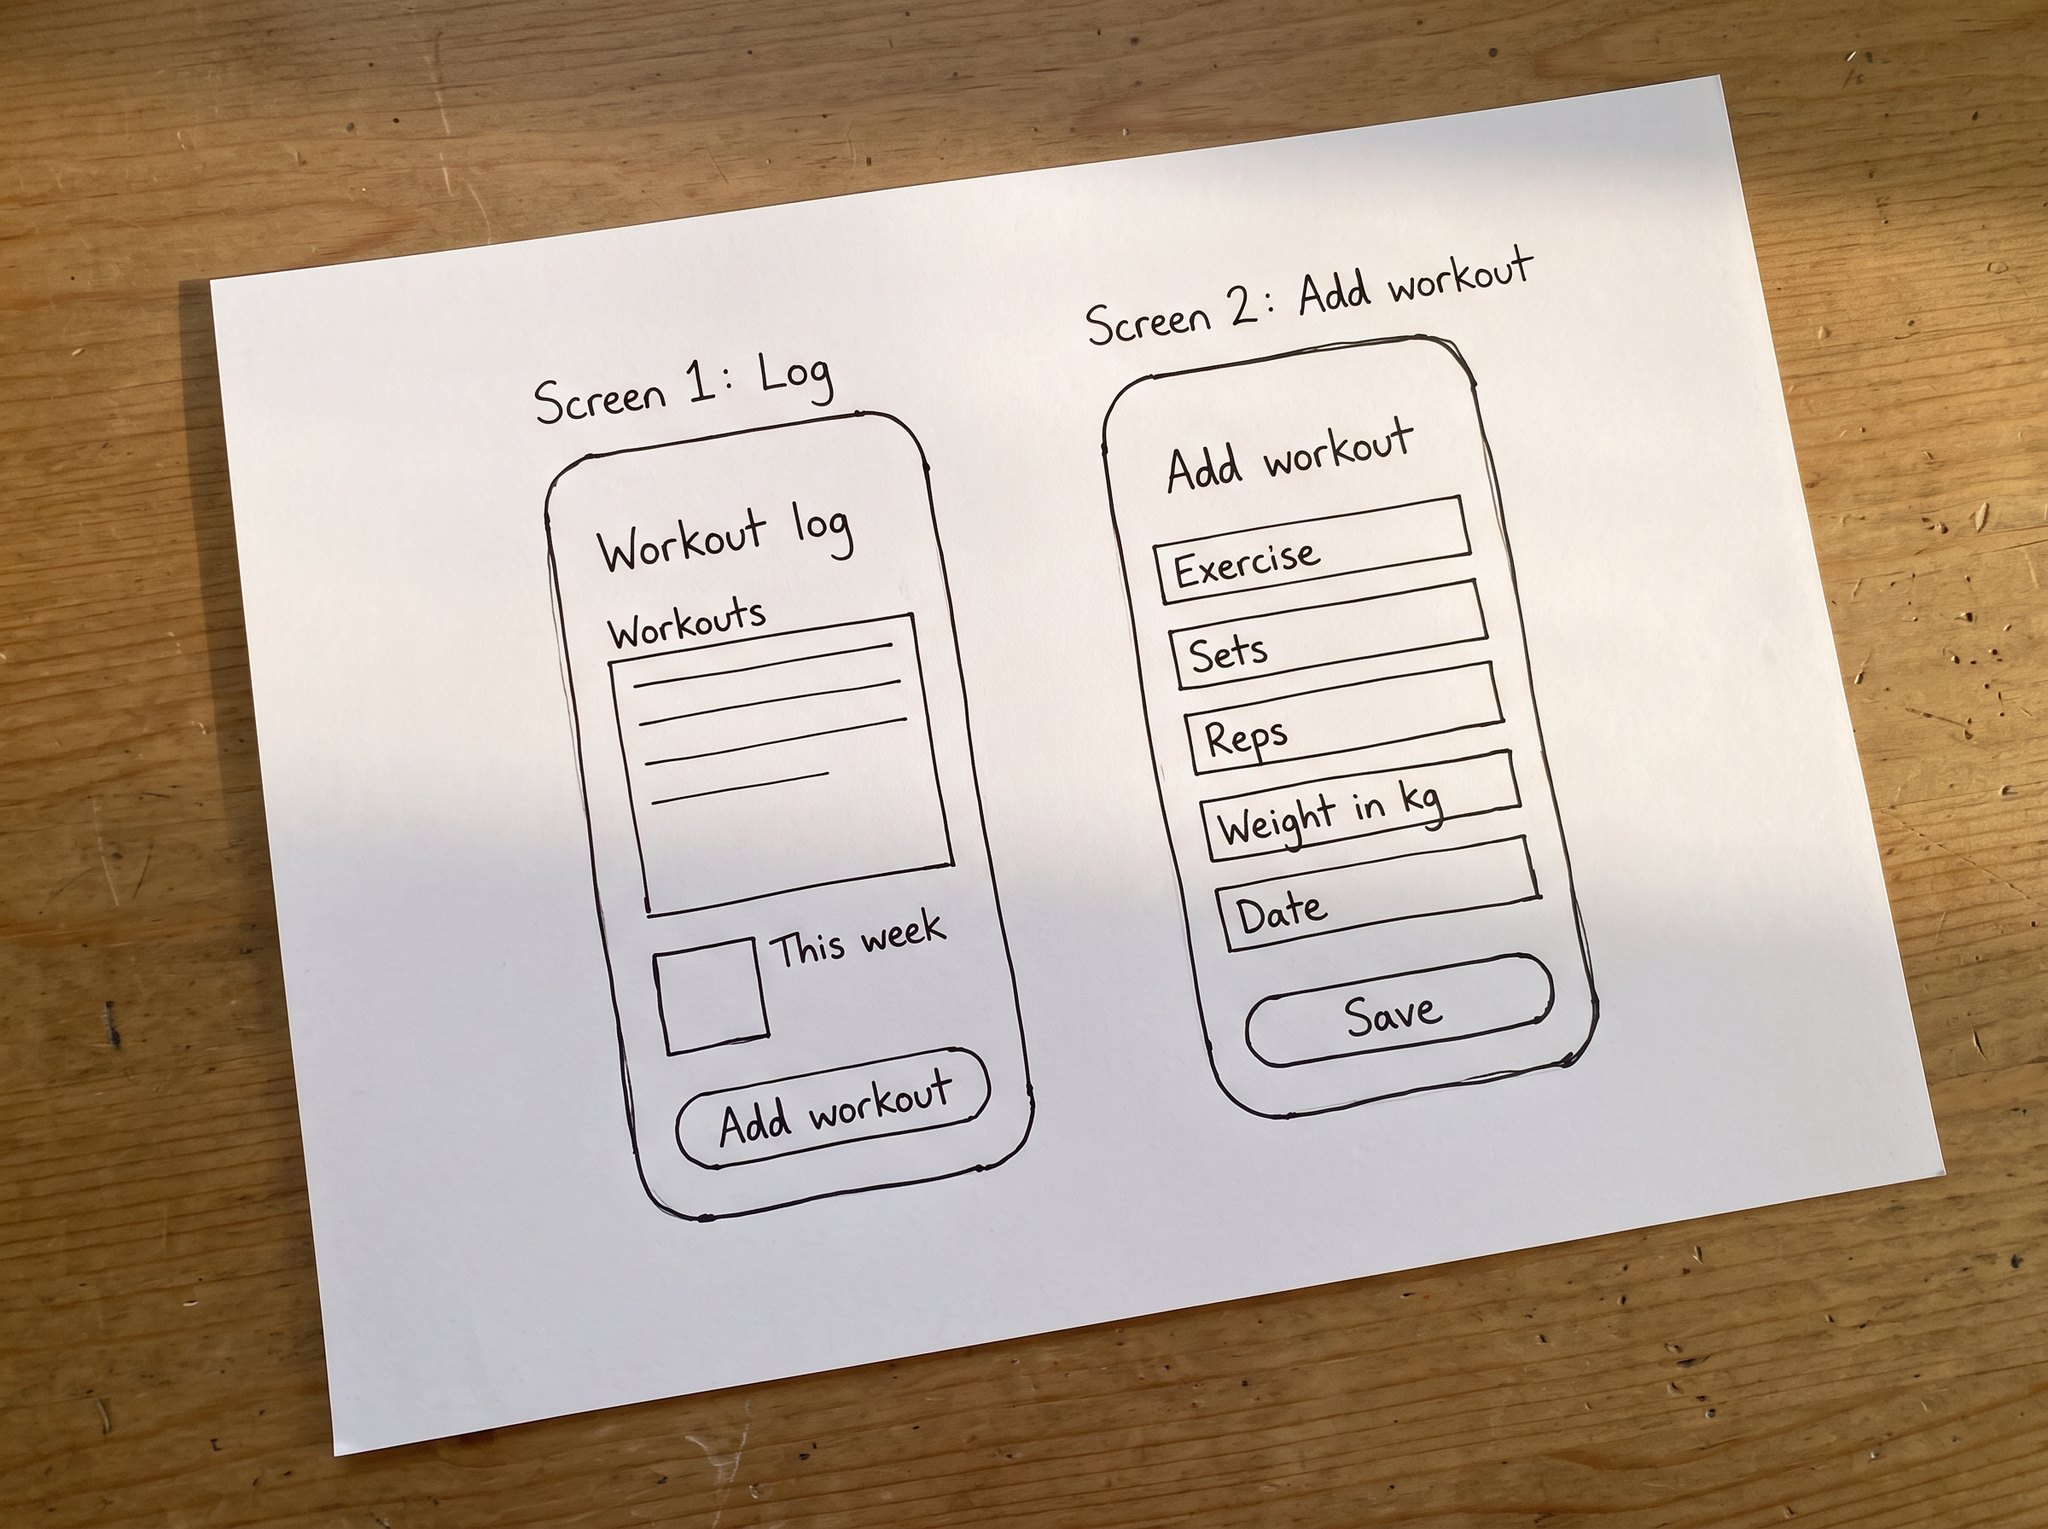 Screen 1: Log
Workout log
Workouts
This week
Add workout
Screen 2: Add workout
Add workout
Exercise
Sets
Reps
Weight in kg
Date
Save